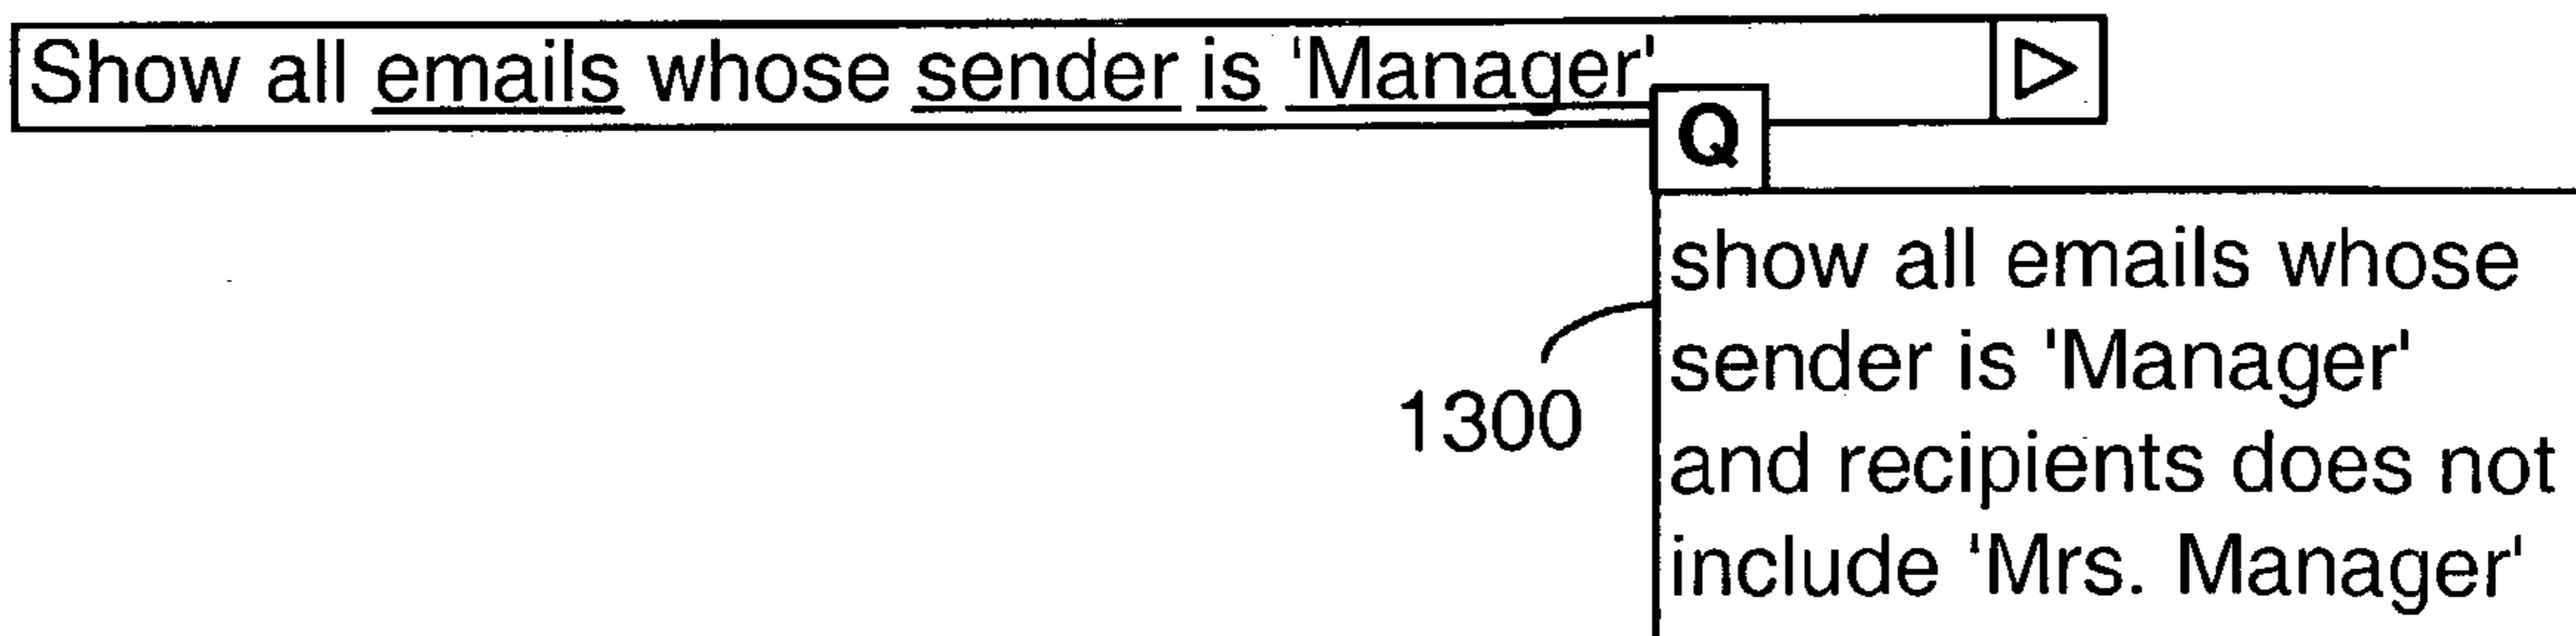 Show all emails whose sender is 'Manager'
Q
show all emails whose
sender is 'Manager'
and recipients does not
include 'Mrs. Manager'
1300